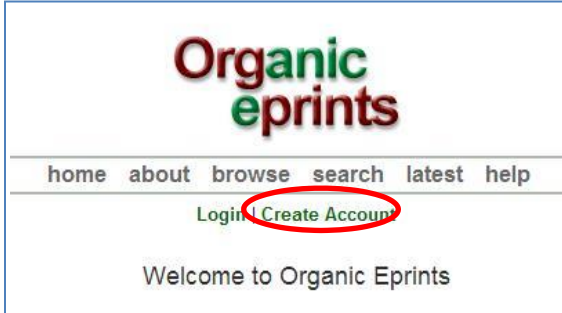 Organic
eprints
home about browse search latest help
Login | Create Account
Welcome to Organic Eprints